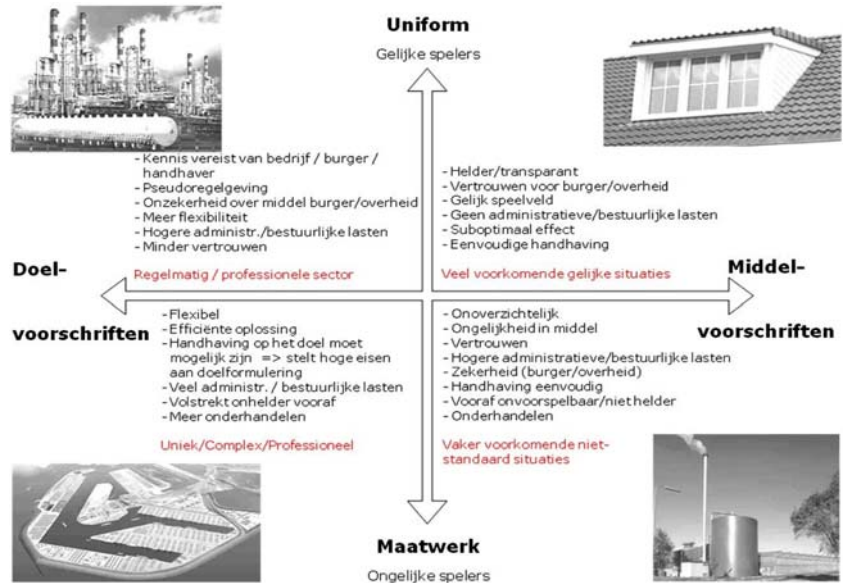 Uniform
Gelijke spelers
- Kennis vereist van bedrijf / burger /
handhaver
- Pseudoregelgeving
- Onzekerheid over middel burger/overheid
- Meer flexibiliteit
- Hogere administr./bestuurlijke lasten
- Minder vertrouwen
Regelmatig / professionele sector
- Helder/transparant
- Vertrouwen voor burger/overheid
- Gelijk speelveld
- Geen administratieve/bestuurlijke lasten
- Suboptimaal effect
- Eenvoudige handhaving
Veel voorkomende gelijke situaties
Doel-
voorschriften
Middel-
voorschriften
- Flexibel
- Efficiënte oplossing
- Handhaving op het doel moet
mogelijk zijn => stelt hoge eisen
aan doelformulering
- Veel administr. / bestuurlijke lasten
- Volstrekt onhelder vooraf
- Meer onderhandelen
Uniek/Complex/Professioneel
- Onoverzichtelijk
- Ongelijkheid in middel
- Vertrouwen
- Hogere administratieve/bestuurlijke lasten
- Zekerheid (burger/overheid)
- Handhaving eenvoudig
- Vooraf onvoorspelbaar/niet helder
- Onderhandelen
Vaker voorkomende niet-
standaard situaties
Maatwerk
Ongelijke spelers